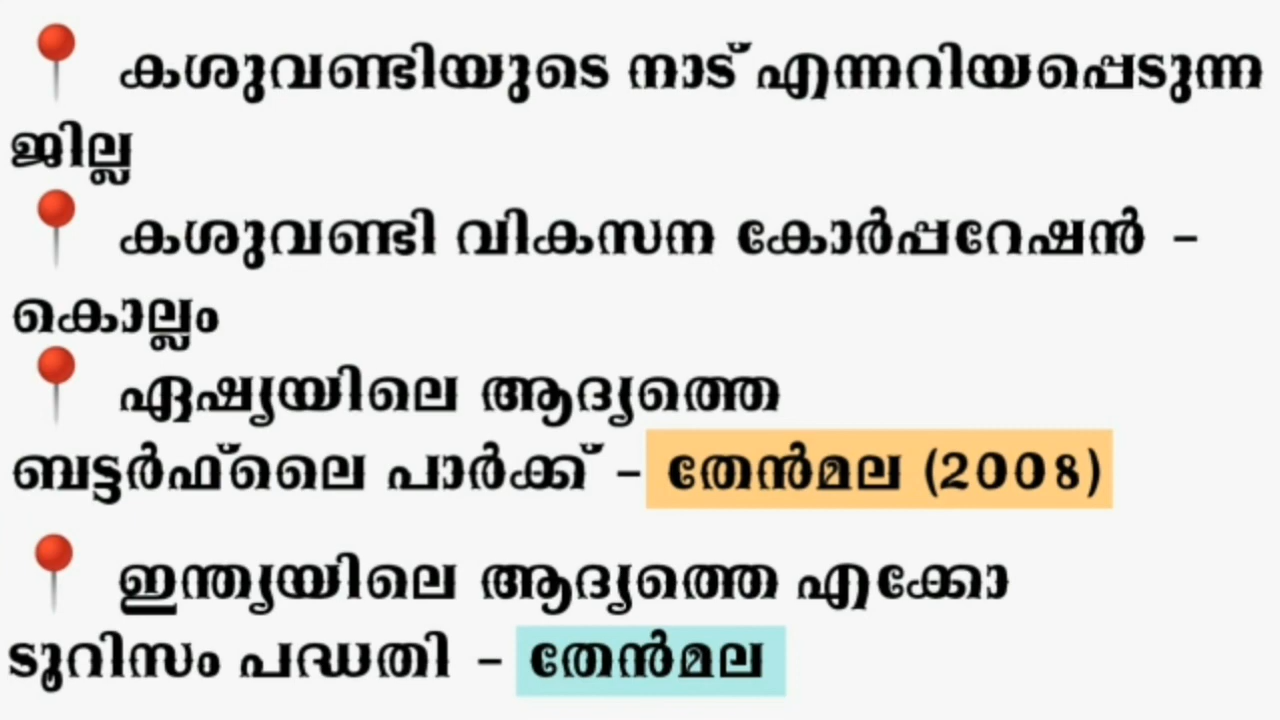 കശുവണ്ടിയുടെ നാട് എന്നറിയപ്പെടുന്ന
ജില്ല
കശുവണ്ടി വികസന കോർപ്പറേഷൻ -
കൊല്ലം
ഏഷ്യയിലെ ആദ്യത്തെ
ബട്ടർഫ്ലൈ പാർക്ക് - തേൻമല (2008)
ഇന്ത്യയിലെ ആദ്യത്തെ എക്കോ
ടൂറിസം പദ്ധതി - തേൻമല